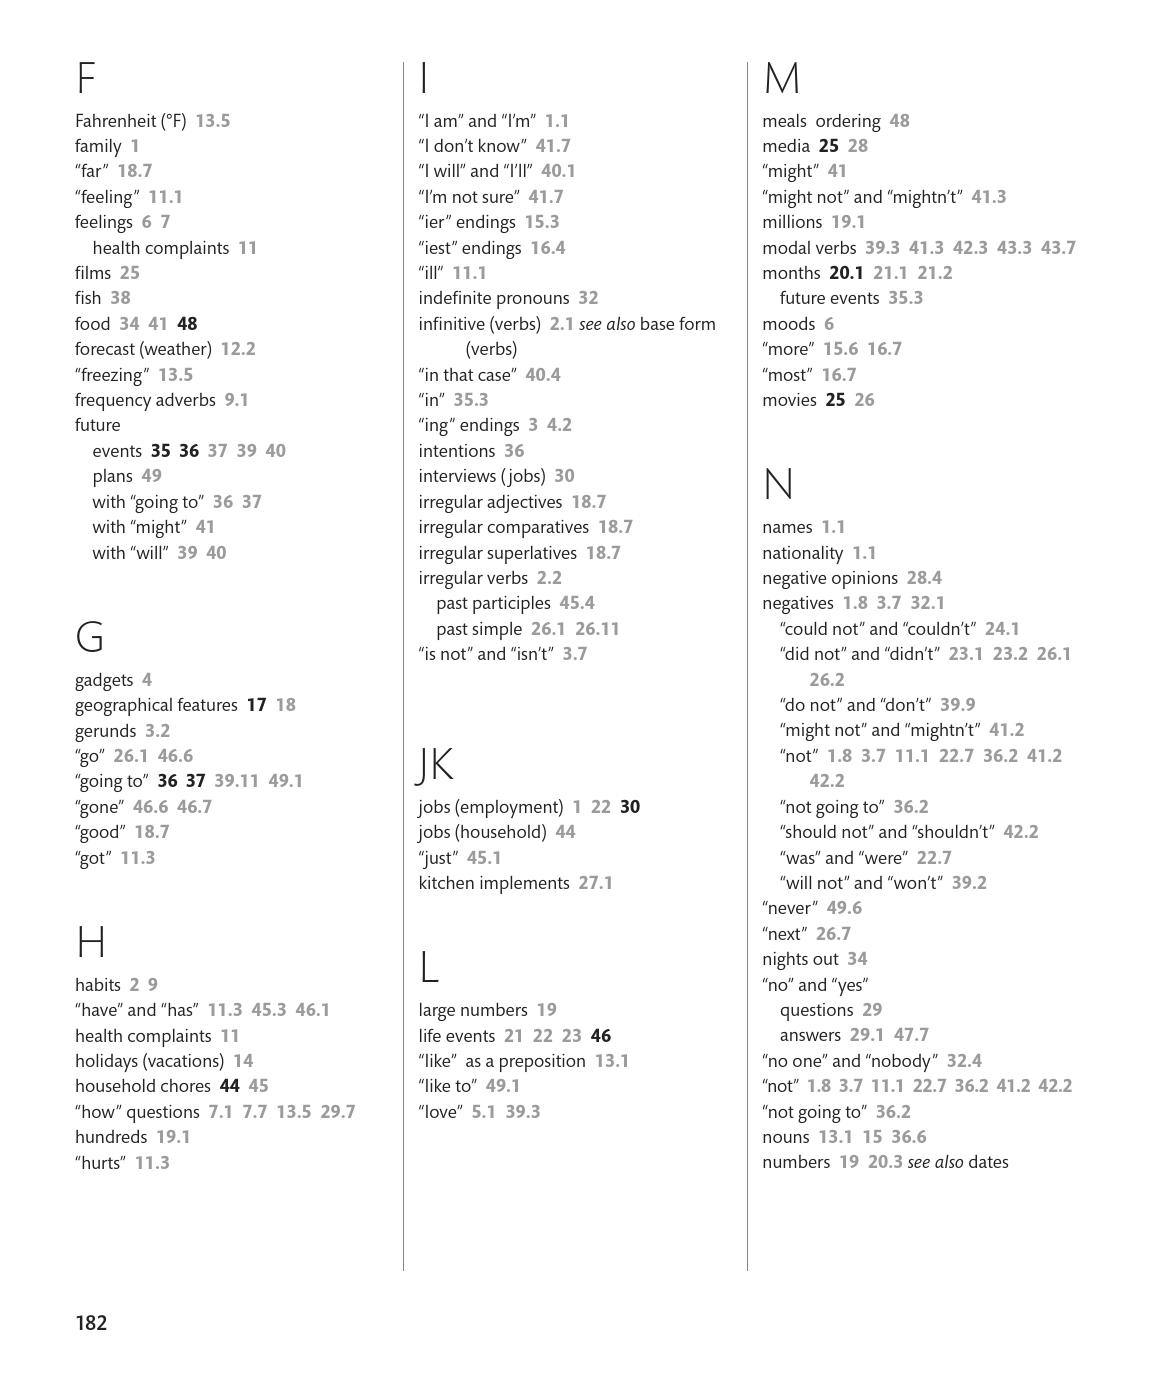 F
Fahrenheit (°F) 13.5
family 1
“far” 18.7
“feeling” 11.1
feelings 6 7
health complaints 11
films 25
fish 38
food 34 41 48
forecast (weather) 12.2
“freezing” 13.5
frequency adverbs 9.1
future
events 35 36 37 39 40
plans 49
with “going to” 36 37
with “might” 41
with “will” 39 40
G
gadgets 4
geographical features 17 18
gerunds 3.2
“go” 26.1 46.6
“going to” 36 37 39.11 49.1
“gone” 46.6 46.7
“good” 18.7
“got” 11.3
H
habits 2 9
“have” and “has” 11.3 45.3 46.1
health complaints 11
holidays (vacations) 14
household chores 44 45
“how” questions 7.1 7.7 13.5 29.7
hundreds 19.1
“hurts” 11.3
I
“I am” and “I’m” 1.1
“I don’t know” 41.7
“I will” and “I’ll” 40.1
“I’m not sure” 41.7
“ier” endings 15.3
“iest” endings 16.4
“ill” 11.1
indefinite pronouns 32
infinitive (verbs) 2.1 see also base form
(verbs)
“in that case” 40.4
“in” 35.3
“ing” endings 3 4.2
intentions 36
interviews (jobs) 30
irregular adjectives 18.7
irregular comparatives 18.7
irregular superlatives 18.7
irregular verbs 2.2
past participles 45.4
past simple 26.1 26.11
“is not” and “isn’t” 3.7
JK
jobs (employment) 1 22 30
jobs (household) 44
“just” 45.1
kitchen implements 27.1
L
large numbers 19
life events 21 22 23 46
“like” as a preposition 13.1
“like to” 49.1
“love” 5.1 39.3
M
meals ordering 48
media 25 28
“might” 41
“might not” and “mightn’t” 41.3
millions 19.1
modal verbs 39.3 41.3 42.3 43.3 43.7
months 20.1 21.1 21.2
future events 35.3
moods 6
“more” 15.6 16.7
“most” 16.7
movies 25 26
N
names 1.1
nationality 1.1
negative opinions 28.4
negatives 1.8 3.7 32.1
“could not” and “couldn’t” 24.1
“did not” and “didn’t” 23.1 23.2 26.1
26.2
“do not” and “don’t” 39.9
“might not” and “mightn’t” 41.2
“not” 1.8 3.7 11.1 22.7 36.2 41.2
42.2
“not going to” 36.2
“should not” and “shouldn’t” 42.2
“was” and “were” 22.7
“will not” and “won’t” 39.2
“never” 49.6
“next” 26.7
nights out 34
“no” and “yes”
questions 29
answers 29.1 47.7
“no one” and “nobody” 32.4
“not” 1.8 3.7 11.1 22.7 36.2 41.2 42.2
“not going to” 36.2
nouns 13.1 15 36.6
numbers 19 20.3 see also dates
182